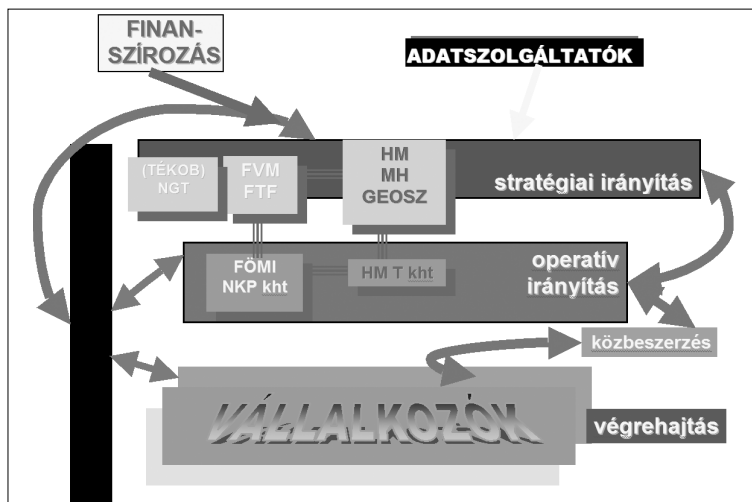 FINAN-
SZÍROZÁS
ADATSZOLGÁLTATÓK
(TÉKOB)
NGT
FVM
FTF
HM
MH
GEOSZ
stratégiai irányítás
FÖMI
NKP kht
HM T kht
operatív
irányítás
közbeszerzés
VÁLLALKOZÓK
végrehajtás